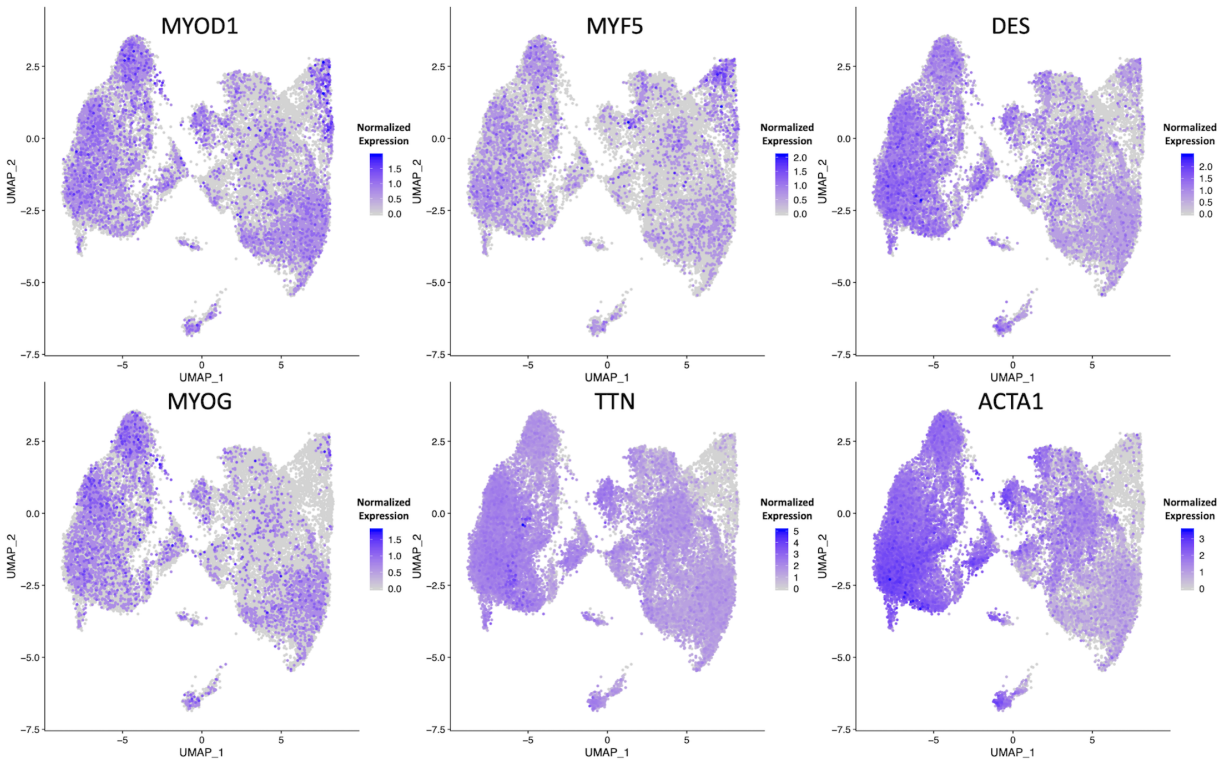 MYOD1
2.5
0.0
−2.5
−5.0
−7.5
UMAP_2
−5
0
5
UMAP_1
Normalized
Expression
1.5
1.0
0.5
0.0
MYF5
2.5
0.0
−2.5
−5.0
−7.5
UMAP_2
−5
0
5
UMAP_1
Normalized
Expression
2.0
1.5
1.0
0.5
0.0
DES
2.5
0.0
−2.5
−5.0
−7.5
UMAP_2
−5
0
5
UMAP_1
Normalized
Expression
2.0
1.5
1.0
0.5
0.0
MYOG
2.5
0.0
−2.5
−5.0
−7.5
UMAP_2
−5
0
5
UMAP_1
Normalized
Expression
1.5
1.0
0.5
0.0
TTN
2.5
0.0
−2.5
−5.0
−7.5
UMAP_2
−5
0
5
UMAP_1
Normalized
Expression
5
4
3
2
1
0
ACTA1
2.5
0.0
−2.5
−5.0
−7.5
UMAP_2
−5
0
5
UMAP_1
Normalized
Expression
3
2
1
0